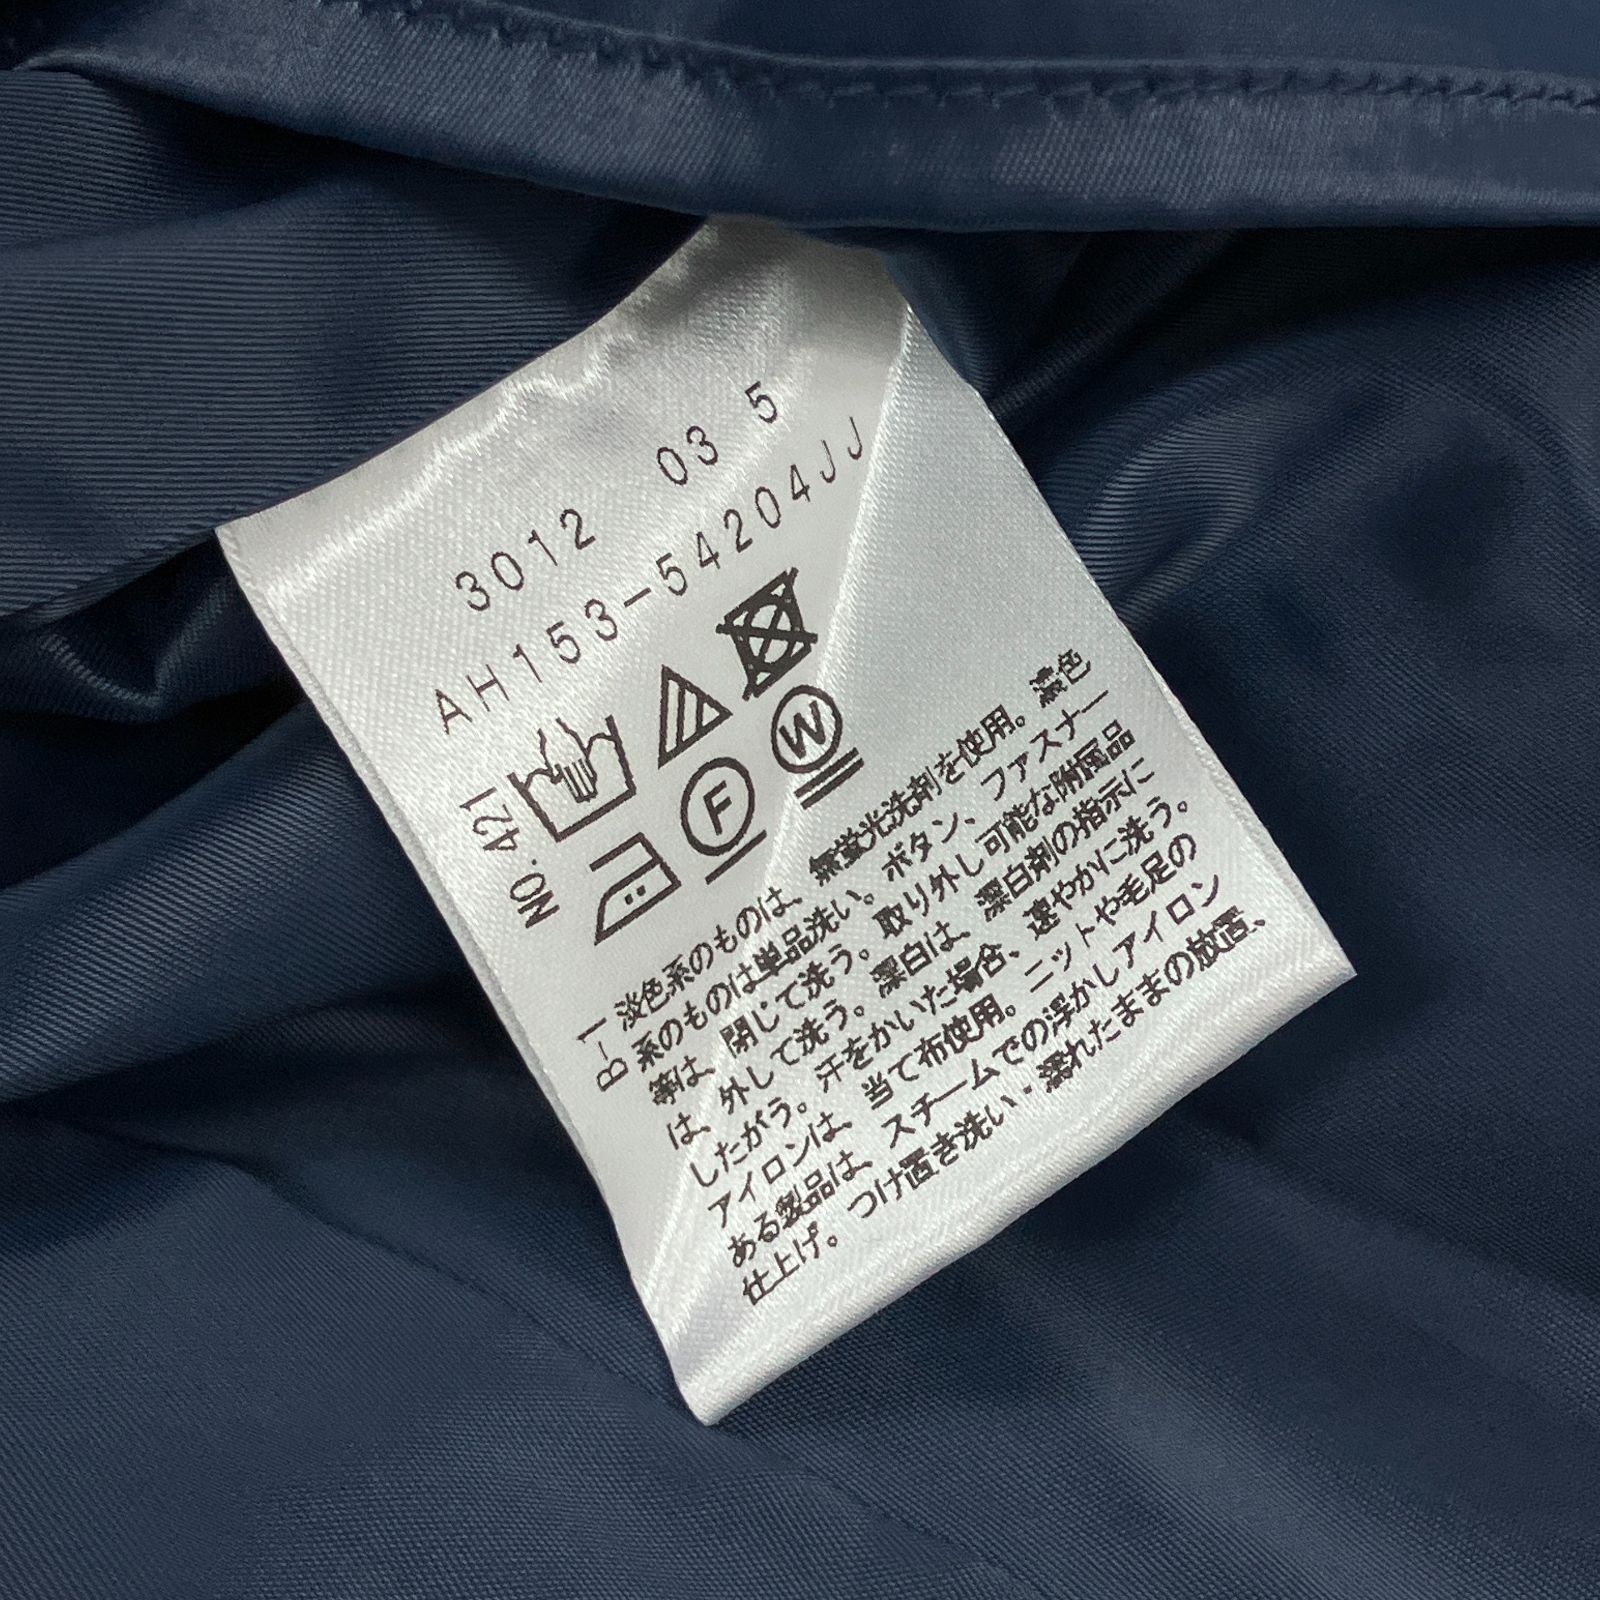 3012 03 5
AH153-54204JJ
NO.421
F
W
B-1 淡色系のものは、無蛍光洗剤を使用。濃色
系のものは単品洗い。ボタン、ファスナー
等は、閉じて洗う。取り外し可能な附属品
は、外して洗う。漂白は、漂白剤の指示に
したがう。汗をかいた場合、速やかに洗う。
アイロンは、当て布使用。ニットや毛足の
ある製品は、スチームでの浮かしアイロン
仕上げ。つけ置き洗い・濡れたままの放置、